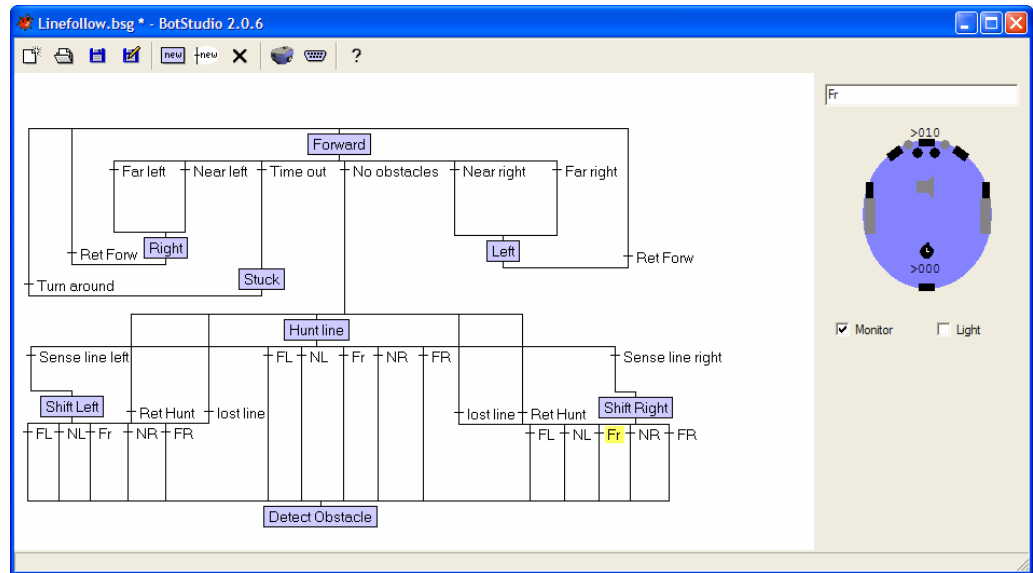 Linefollow.bsg * - BotStudio 2.0.6
new new ?
Fr
>010
Forward
Far left Near left Time out No obstacles Near right Far right
Right Left
Ret Forw Ret Forw
>000
Stuck
Turn around
Hunt line
Monitor Light
Sense line left FL NL Fr NR FR Sense line right
Shift Left Ret Hunt lost line lost line Ret Hunt Shift Right
FL NL Fr NR FR FL NL Fr NR FR
Detect Obstacle